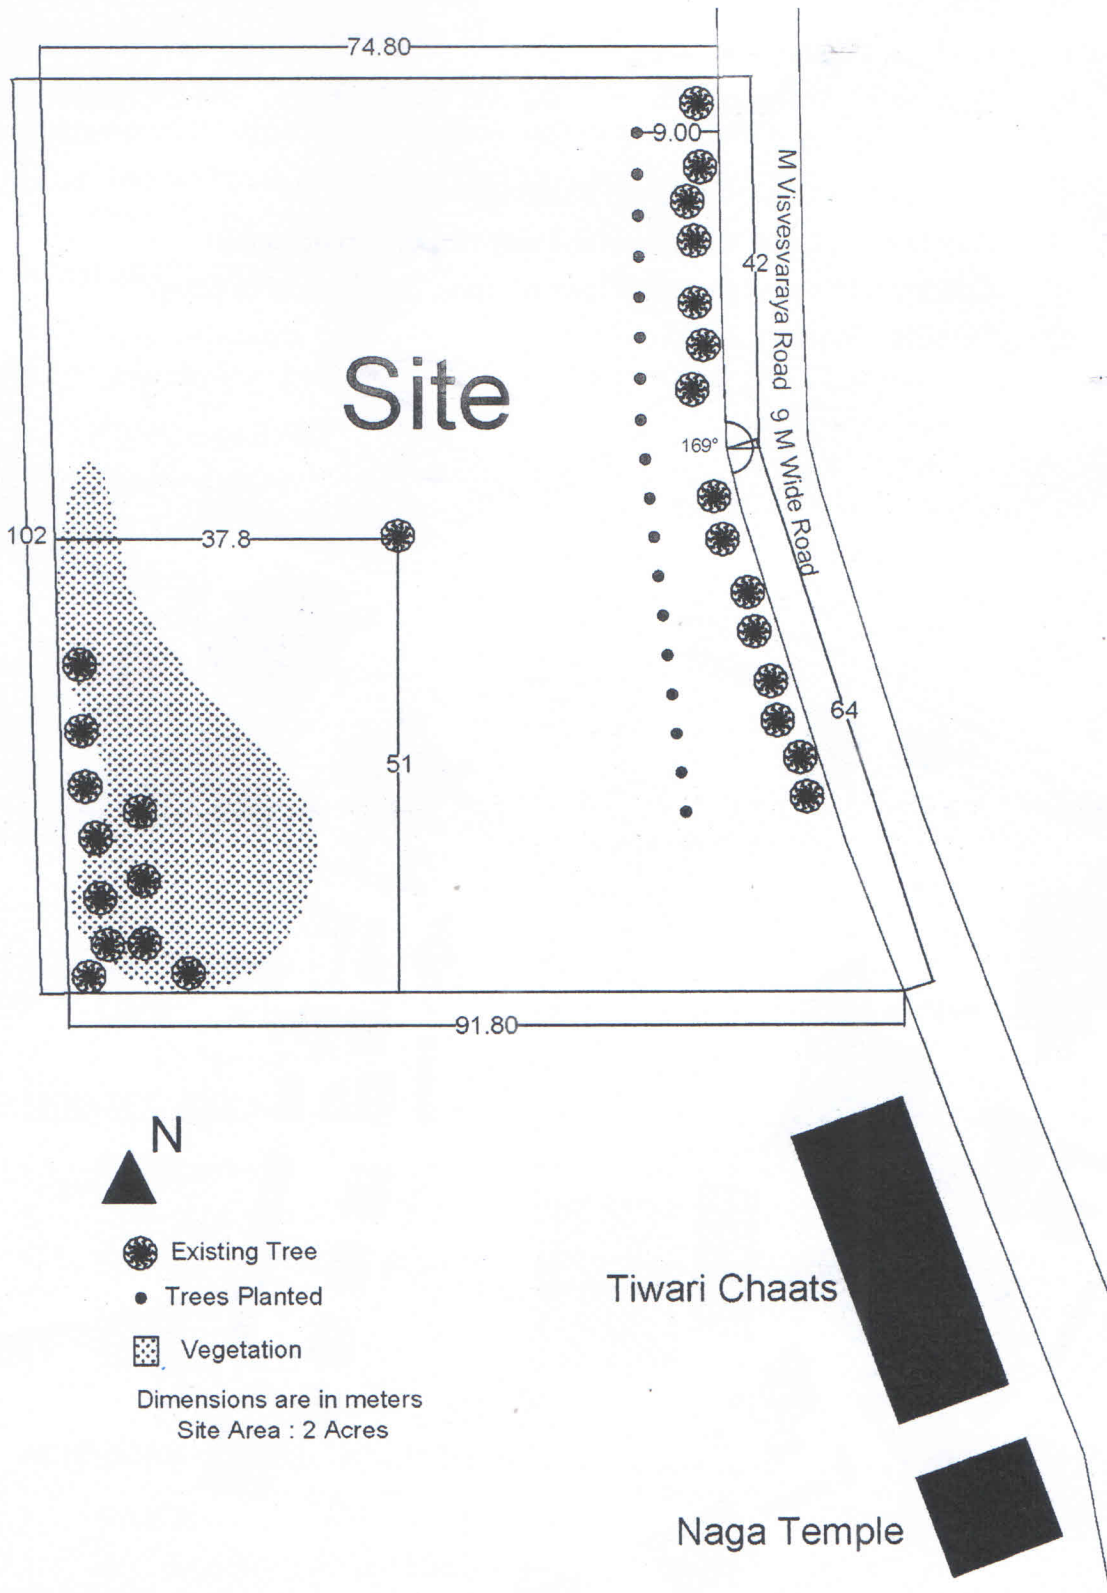 74.80
9.00
M Visvesvaraya Road 9 M Wide Road
42
Site
169°
102
37.8
51
64
91.80
N
Existing Tree
Trees Planted
Vegetation
Dimensions are in meters
Site Area : 2 Acres
Tiwari Chaats
Naga Temple